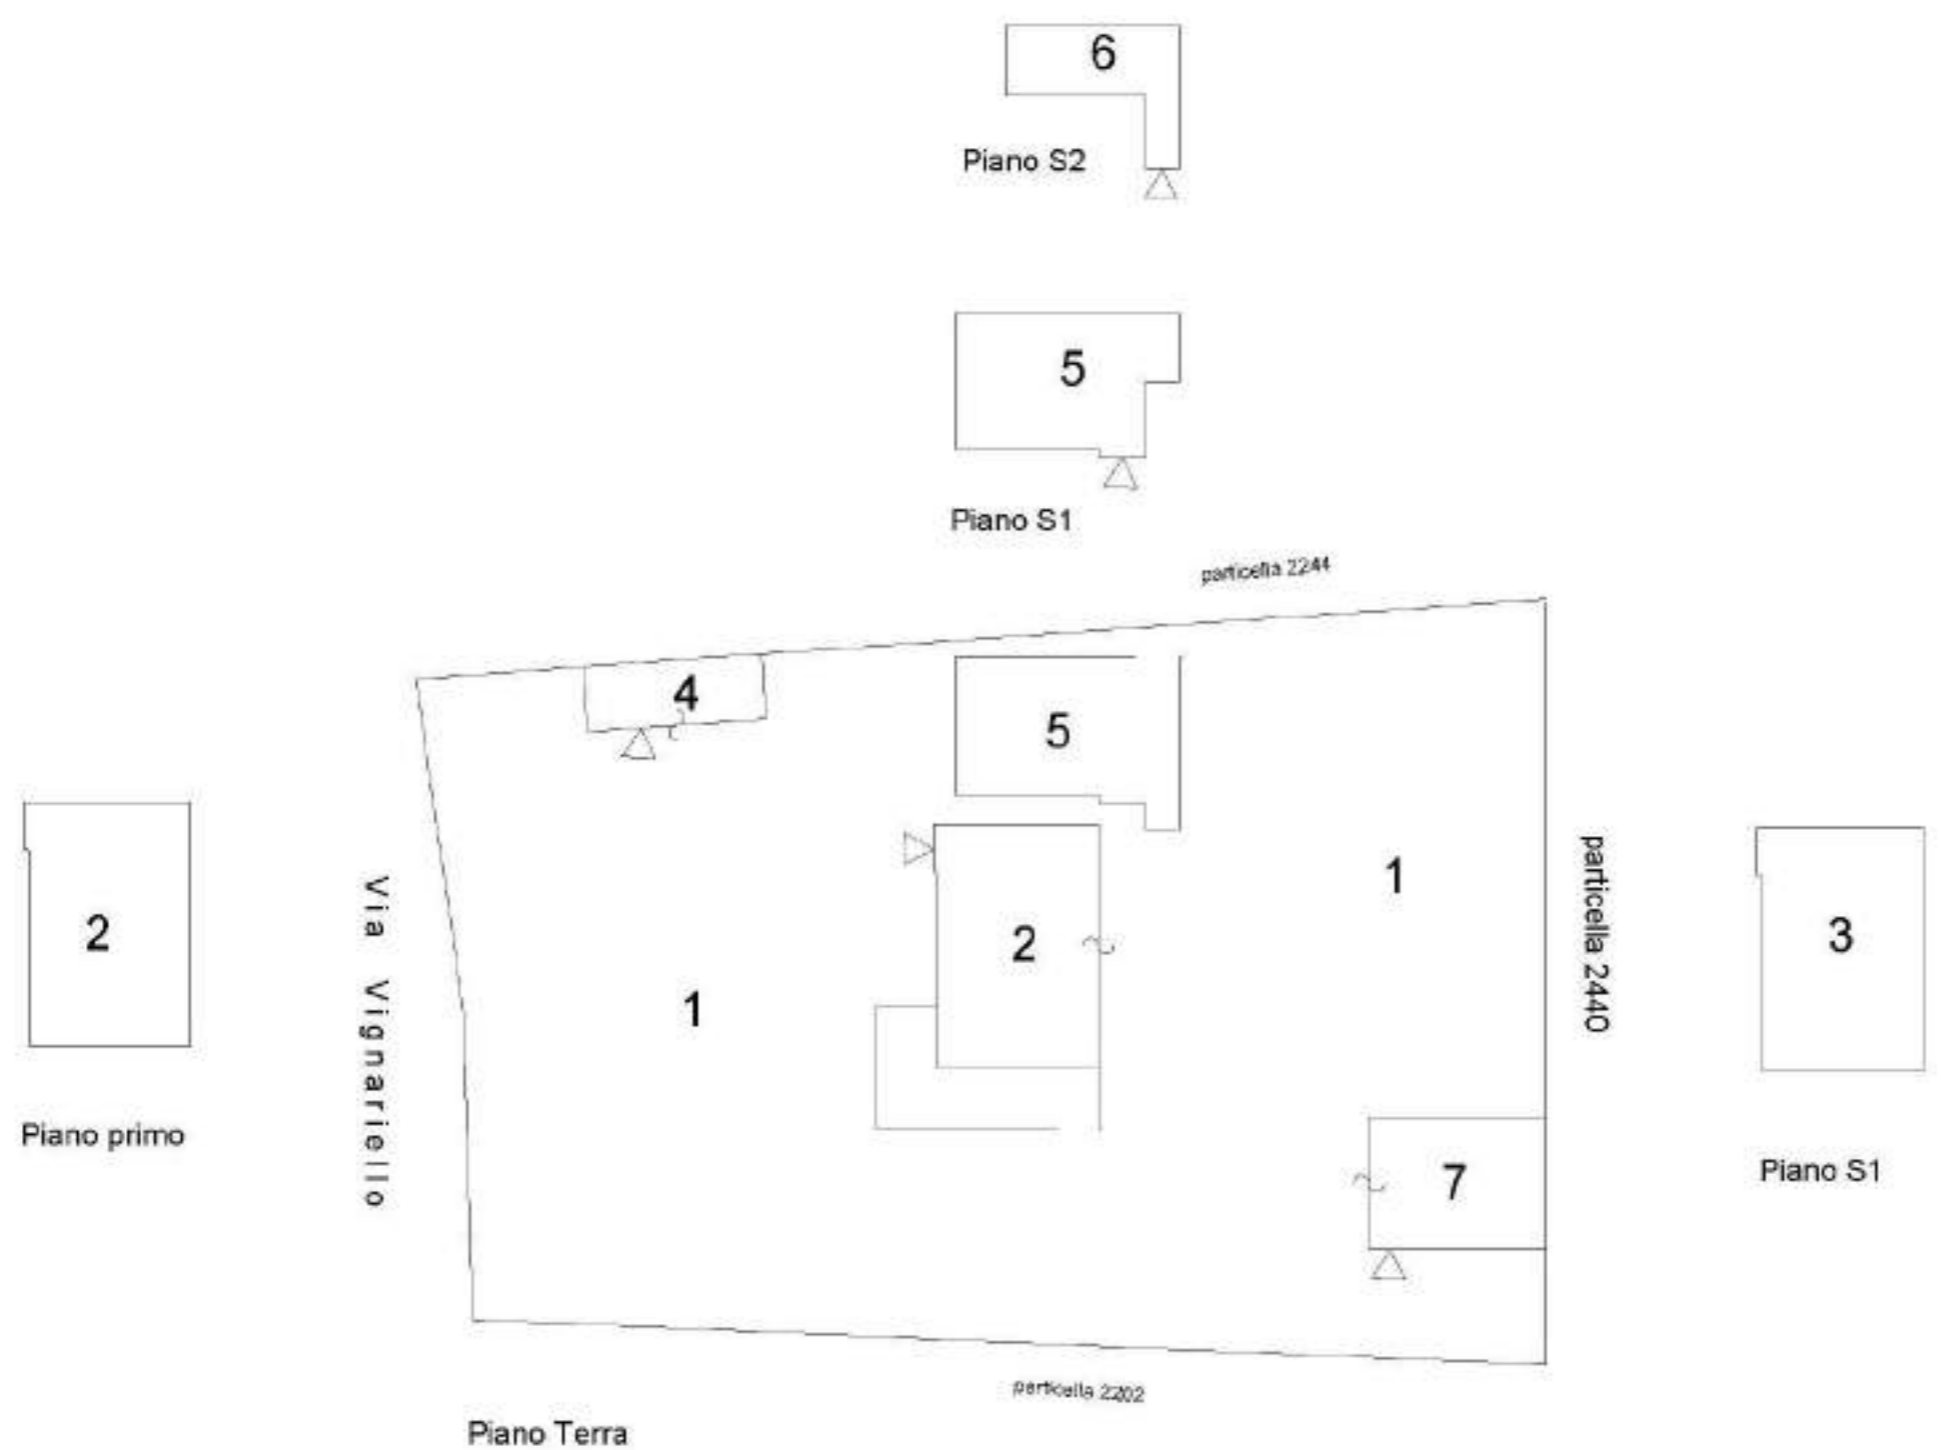 6
Piano S2
5
Piano S1
particella 2244
4
5
1
2
2
3
1
particella 2440
Via Vignariello
Piano primo
7
Piano S1
particella 2202
Piano Terra